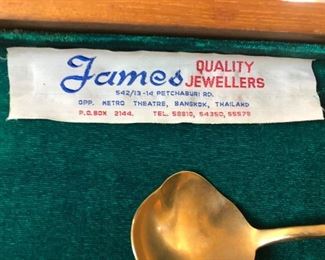 James QUALITY JEWELLERS
542/13-14 PETCHABURI RD.
OPP. METRO THEATRE, BANGKOK, THAILAND
P.O.BOX 2144. TEL. 58810, 54350, 55579